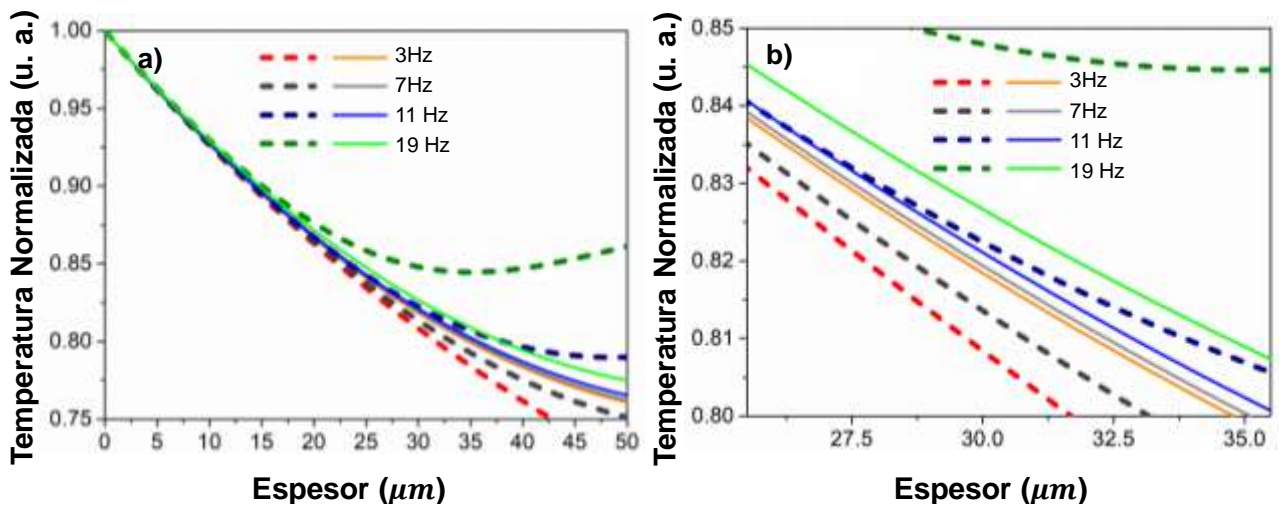 Temperatura Normalizada (u. a.)
1.00
0.95
0.90
0.85
0.80
0.75
a)
3Hz
7Hz
11 Hz
19 Hz
0 5 10 15 20 25 30 35 40 45 50
Espesor (μm)
Temperatura Normalizada (u. a.)
0.85
0.84
0.83
0.82
0.81
0.80
b)
3Hz
7Hz
11 Hz
19 Hz
27.5 30.0 32.5 35.0
Espesor (μm)